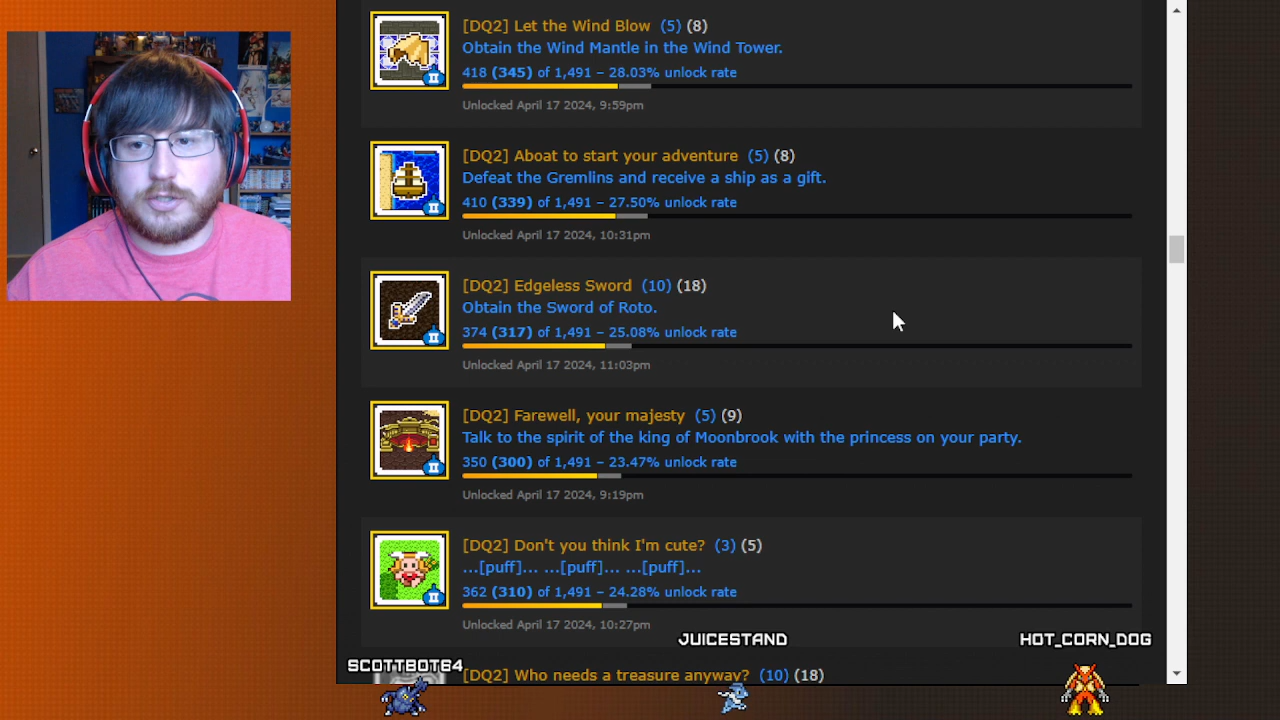 [DQ2] Let the Wind Blow (5) (8)
Obtain the Wind Mantle in the Wind Tower.
418 (345) of 1,491 – 28.03% unlock rate
Unlocked April 17 2024, 9:59pm
II
[DQ2] Aboat to start your adventure (5) (8)
Defeat the Gremlins and receive a ship as a gift.
410 (339) of 1,491 – 27.50% unlock rate
Unlocked April 17 2024, 10:31pm
II
[DQ2] Edgeless Sword (10) (18)
Obtain the Sword of Roto.
374 (317) of 1,491 – 25.08% unlock rate
Unlocked April 17 2024, 11:03pm
II
[DQ2] Farewell, your majesty (5) (9)
Talk to the spirit of the king of Moonbrook with the princess on your party.
350 (300) of 1,491 – 23.47% unlock rate
Unlocked April 17 2024, 9:19pm
II
[DQ2] Don't you think I'm cute? (3) (5)
...[puff]... ...[puff]... ...[puff]...
362 (310) of 1,491 – 24.28% unlock rate
Unlocked April 17 2024, 10:27pm
II
JUICESTAND
HOT_CORN_DOG
SCOTTBOT64
[DQ2] Who needs a treasure anyway? (10) (18)